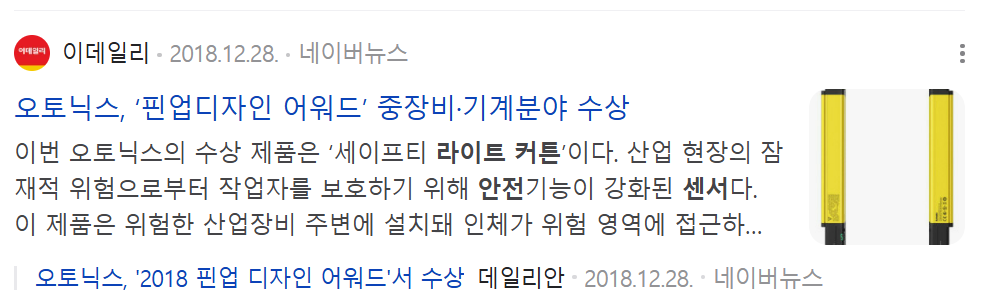 이데일리
이데일리 · 2018.12.28. · 네이버뉴스
오토닉스, ‘핀업디자인 어워드’ 중장비·기계분야 수상
이번 오토닉스의 수상 제품은 ‘세이프티 라이트 커튼’이다. 산업 현장의 잠
재적 위험으로부터 작업자를 보호하기 위해 안전기능이 강화된 센서다.
이 제품은 위험한 산업장비 주변에 설치돼 인체가 위험 영역에 접근하...
오토닉스, '2018 핀업 디자인 어워드'서 수상 데일리안 · 2018.12.28. · 네이버뉴스